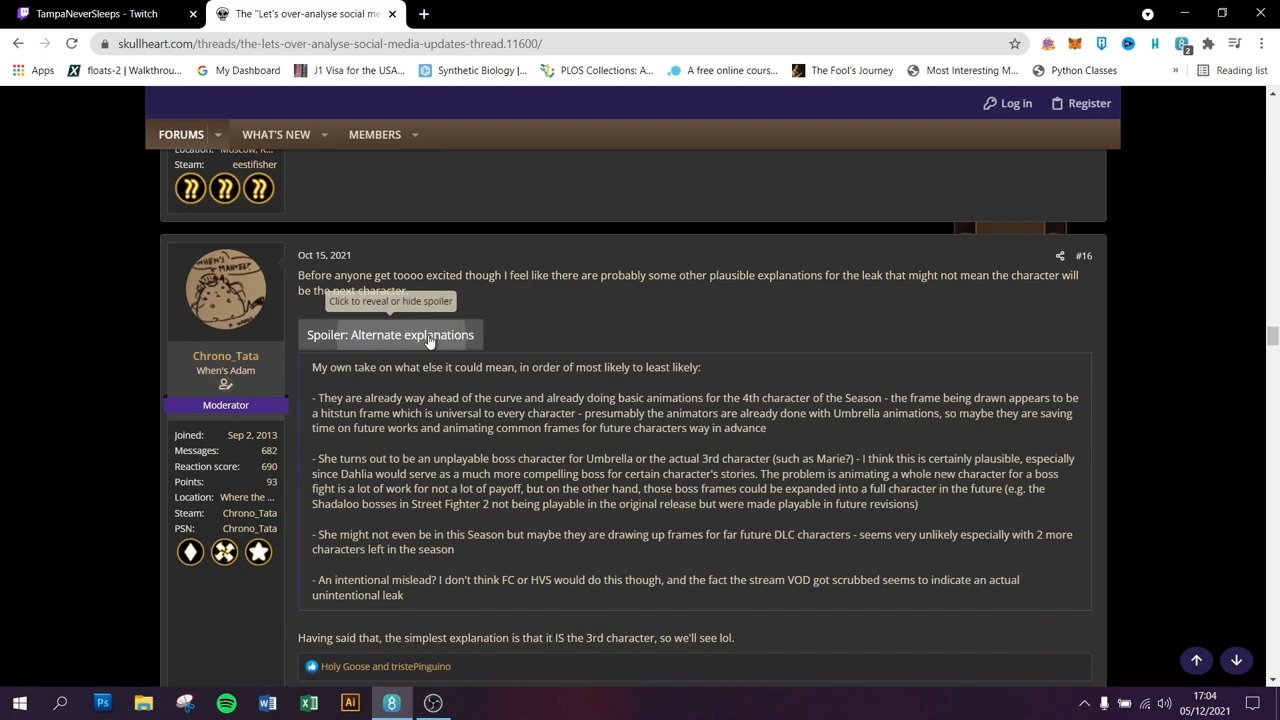 TampaNeverSleeps - Twitch
The "Let's over-analyse social me
skullheart.com/threads/the-lets-over-analyse-social-media-updates-thread.11600/
2
Apps
floats-2 | Walkthrou...
My Dashboard
J1 Visa for the USA...
Synthetic Biology |...
PLOS Collections: A...
A free online cours...
The Fool's Journey
Most Interesting M...
Python Classes
»
Reading list
Log in
Register
FORUMS
WHAT'S NEW
MEMBERS
Location: Moscow, R...
Steam: eestifisher
Oct 15, 2021
#16
Before anyone get toooo excited though I feel like there are probably some other plausible explanations for the leak that might not mean the character will
be the next character.
Click to reveal or hide spoiler
Spoiler: Alternate explanations
My own take on what else it could mean, in order of most likely to least likely:
- They are already way ahead of the curve and already doing basic animations for the 4th character of the Season - the frame being drawn appears to be
a hitstun frame which is universal to every character - presumably the animators are already done with Umbrella animations, so maybe they are saving
time on future works and animating common frames for future characters way in advance
- She turns out to be an unplayable boss character for Umbrella or the actual 3rd character (such as Marie?) - I think this is certainly plausible, especially
since Dahlia would serve as a much more compelling boss for certain character's stories. The problem is animating a whole new character for a boss
fight is a lot of work for not a lot of payoff, but on the other hand, those boss frames could be expanded into a full character in the future (e.g. the
Shadaloo bosses in Street Fighter 2 not being playable in the original release but were made playable in future revisions)
- She might not even be in this Season but maybe they are drawing up frames for far future DLC characters - seems very unlikely especially with 2 more
characters left in the season
- An intentional mislead? I don't think FC or HVS would do this though, and the fact the stream VOD got scrubbed seems to indicate an actual
unintentional leak
Having said that, the simplest explanation is that it IS the 3rd character, so we'll see lol.
Holy Goose and tristePinguino
Chrono_Tata
When's Adam
Moderator
Joined: Sep 2, 2013
Messages: 682
Reaction score: 690
Points: 93
Location: Where the ...
Steam: Chrono_Tata
PSN: Chrono_Tata
17:04
05/12/2021